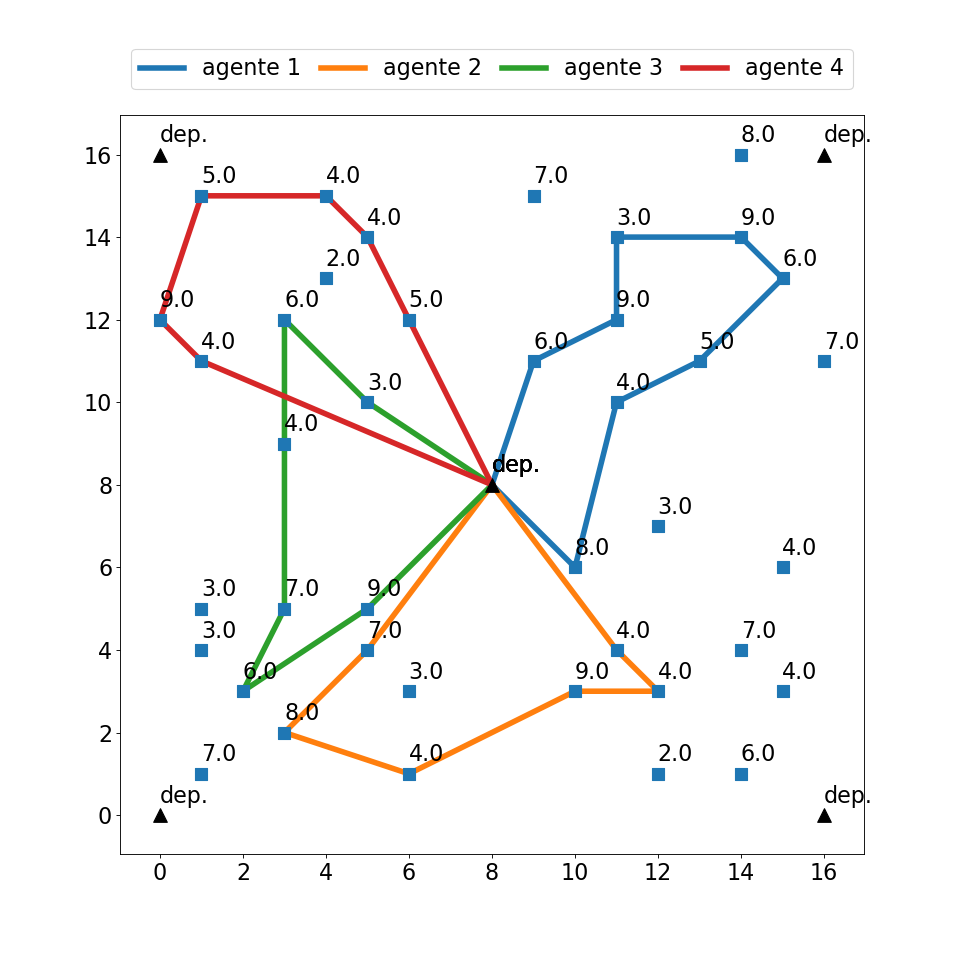 agente 1 agente 2 agente 3 agente 4
dep. 8.0 dep.
16
5.0 4.0 7.0
14
4.0 3.0 9.0
2.0 6.0
12
9.0 6.0 5.0 9.0
4.0 6.0 5.0 7.0
10
3.0 4.0
4.0
8
dep.
3.0
6
8.0 4.0
3.0 7.0 9.0
4
3.0 7.0 4.0 7.0
6.0 3.0 9.0 4.0 4.0
2
8.0
7.0 4.0 2.0 6.0
0
dep. dep.
0 2 4 6 8 10 12 14 16